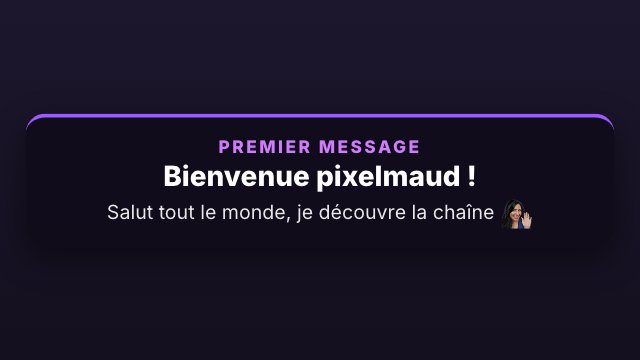 PREMIER MESSAGE
Bienvenue pixelmaud !
Salut tout le monde, je découvre la chaîne